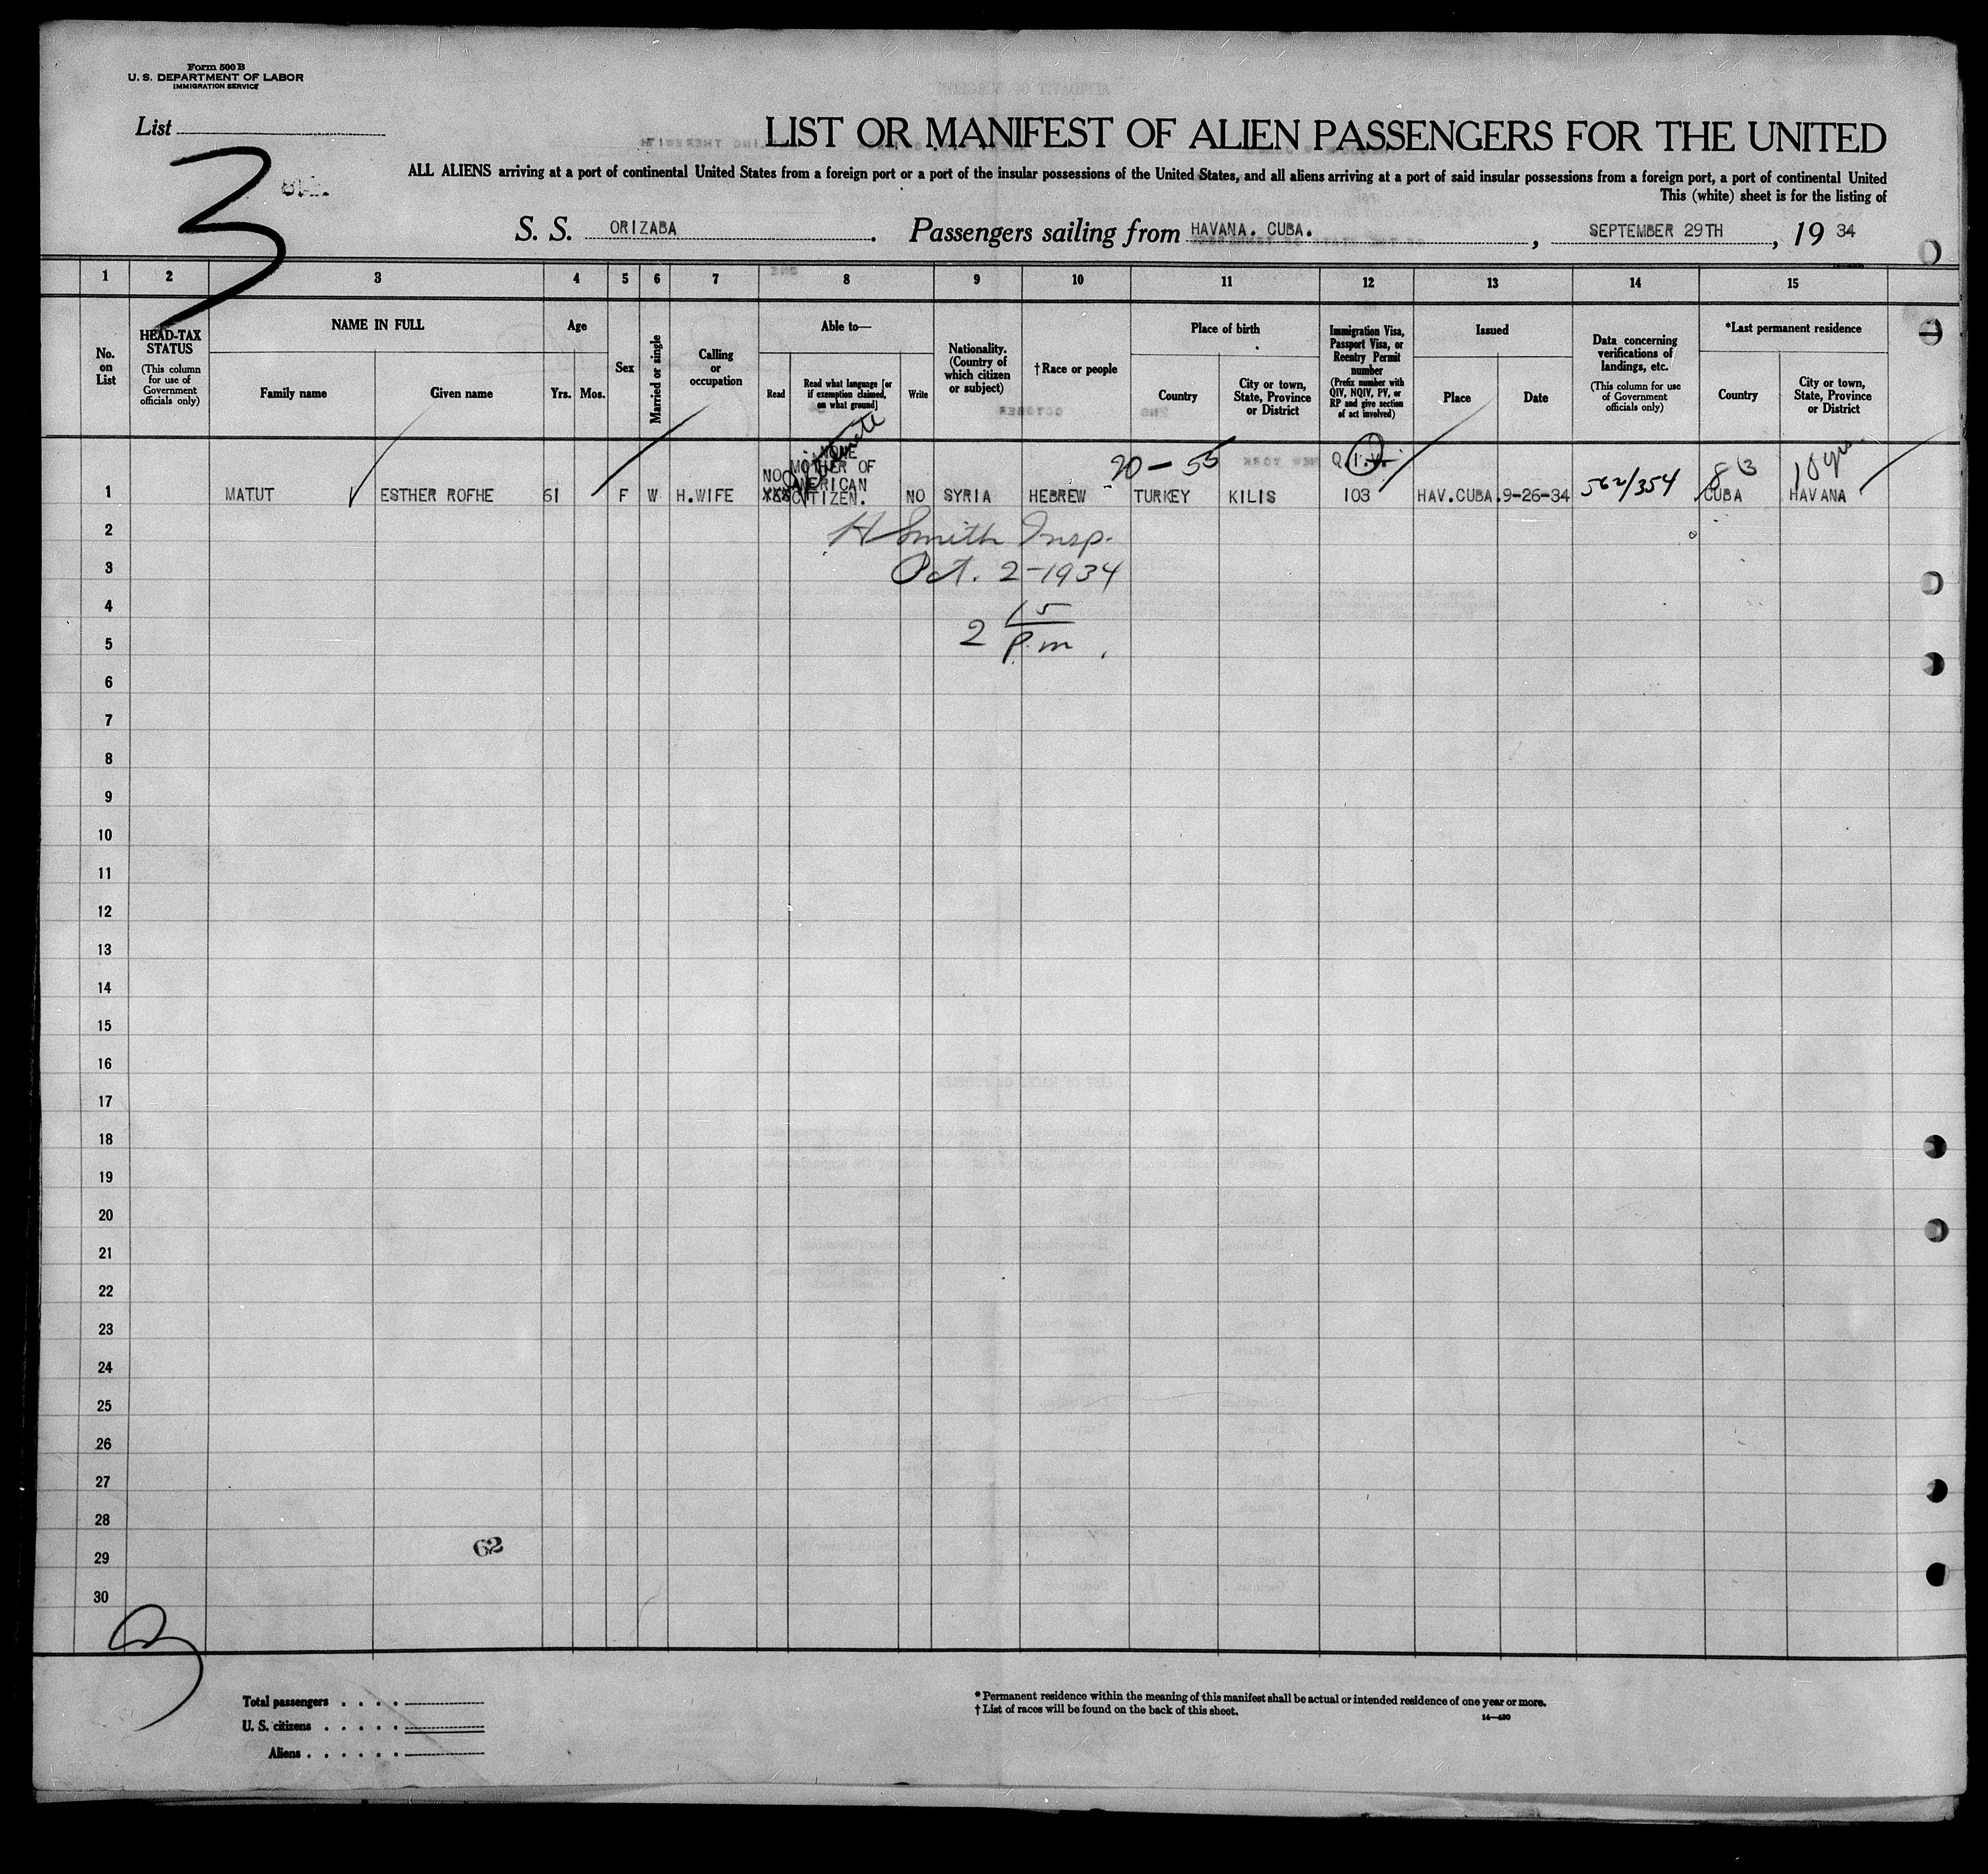 Form 500 B
U. S. DEPARTMENT OF LABOR
IMMIGRATION SERVICE
List
3
LIST OR MANIFEST OF ALIEN PASSENGERS FOR THE UNITED
ALL ALIENS arriving at a port of continental United States from a foreign port or a port of the insular possessions of the United States, and all aliens arriving at a port of said insular possessions from a foreign port, a port of continental United
This (white) sheet is for the listing of
S. S. ORIZABA. Passengers sailing from HAVANA. CUBA., SEPTEMBER 29TH, 19 34
1 2 3 4 5 6 7 8 9 10 11 12 13 14 15
No. on List
HEAD-TAX STATUS
(This column for use of Government officials only)
NAME IN FULL
Family name
Given name
Age
Yrs.
Mos.
Sex
Married or single
Calling or occupation
Able to—
Read
Read what language [or if exemption claimed, on what ground]
Write
Nationality. (Country of which citizen or subject)
† Race or people
Place of birth
Country
City or town, State, Province or District
Immigration Visa, Passport Visa, or Reentry Permit number
(Prefix number with QIV, NQIV, PV, or RP and give section of act involved)
Issued
Place
Date
Data concerning verifications of landings, etc.
(This column for use of Government officials only)
*Last permanent residence
Country
City or town, State, Province or District
1
MATUT
ESTHER ROFHE
61
F
W
H.WIFE
NO
XXX
NONE
MOTHER OF
AMERICAN
CITIZEN.
NO
SYRIA
HEBREW
20 - 55
TURKEY
KILIS
Q.I.V.
103
HAV.CUBA.
9-26-34
562/354
CUBA
10 yrs
HAVANA
2
H Smith Insp.
3
Oct. 2-1934
4
15
5
2 P.m.
6
7
8
9
10
11
12
13
14
15
16
17
18
19
20
21
22
23
24
25
26
27
28
29
62
30
Total passengers . . . .
U. S. citizens . . . . .
Aliens . . . . . .
* Permanent residence within the meaning of this manifest shall be actual or intended residence of one year or more.
† List of races will be found on the back of this sheet.
14—430